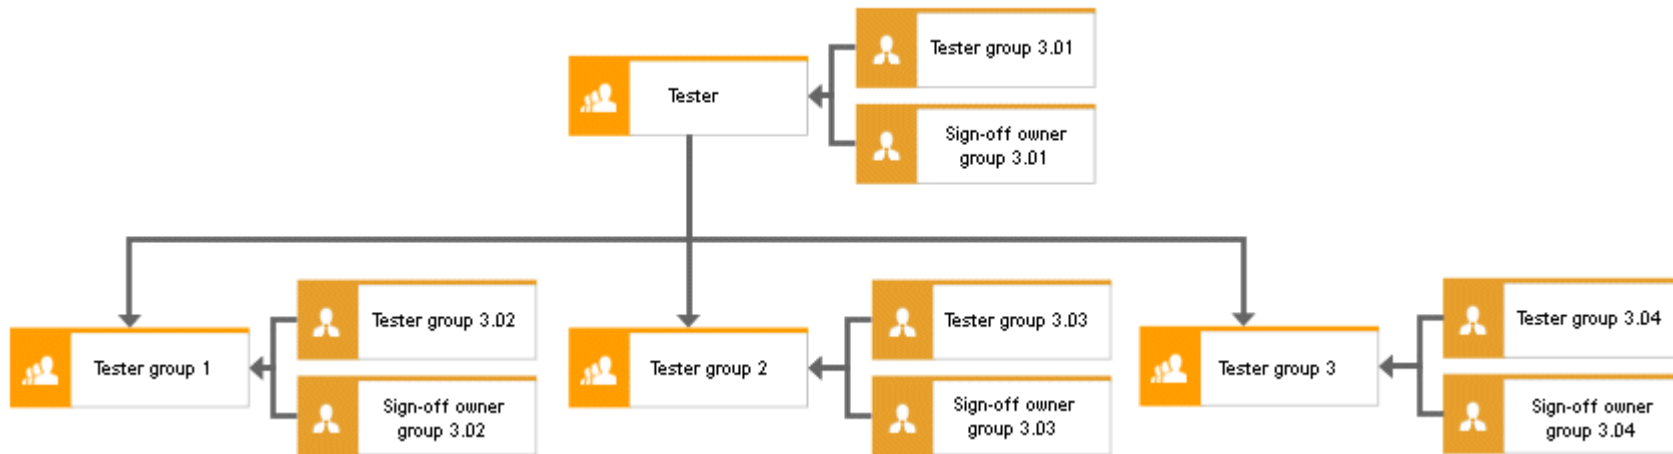 Tester group 3.01
Tester
Sign-off owner
group 3.01
Tester group 3.02
Tester group 1
Sign-off owner
group 3.02
Tester group 3.03
Tester group 2
Sign-off owner
group 3.03
Tester group 3.04
Tester group 3
Sign-off owner
group 3.04